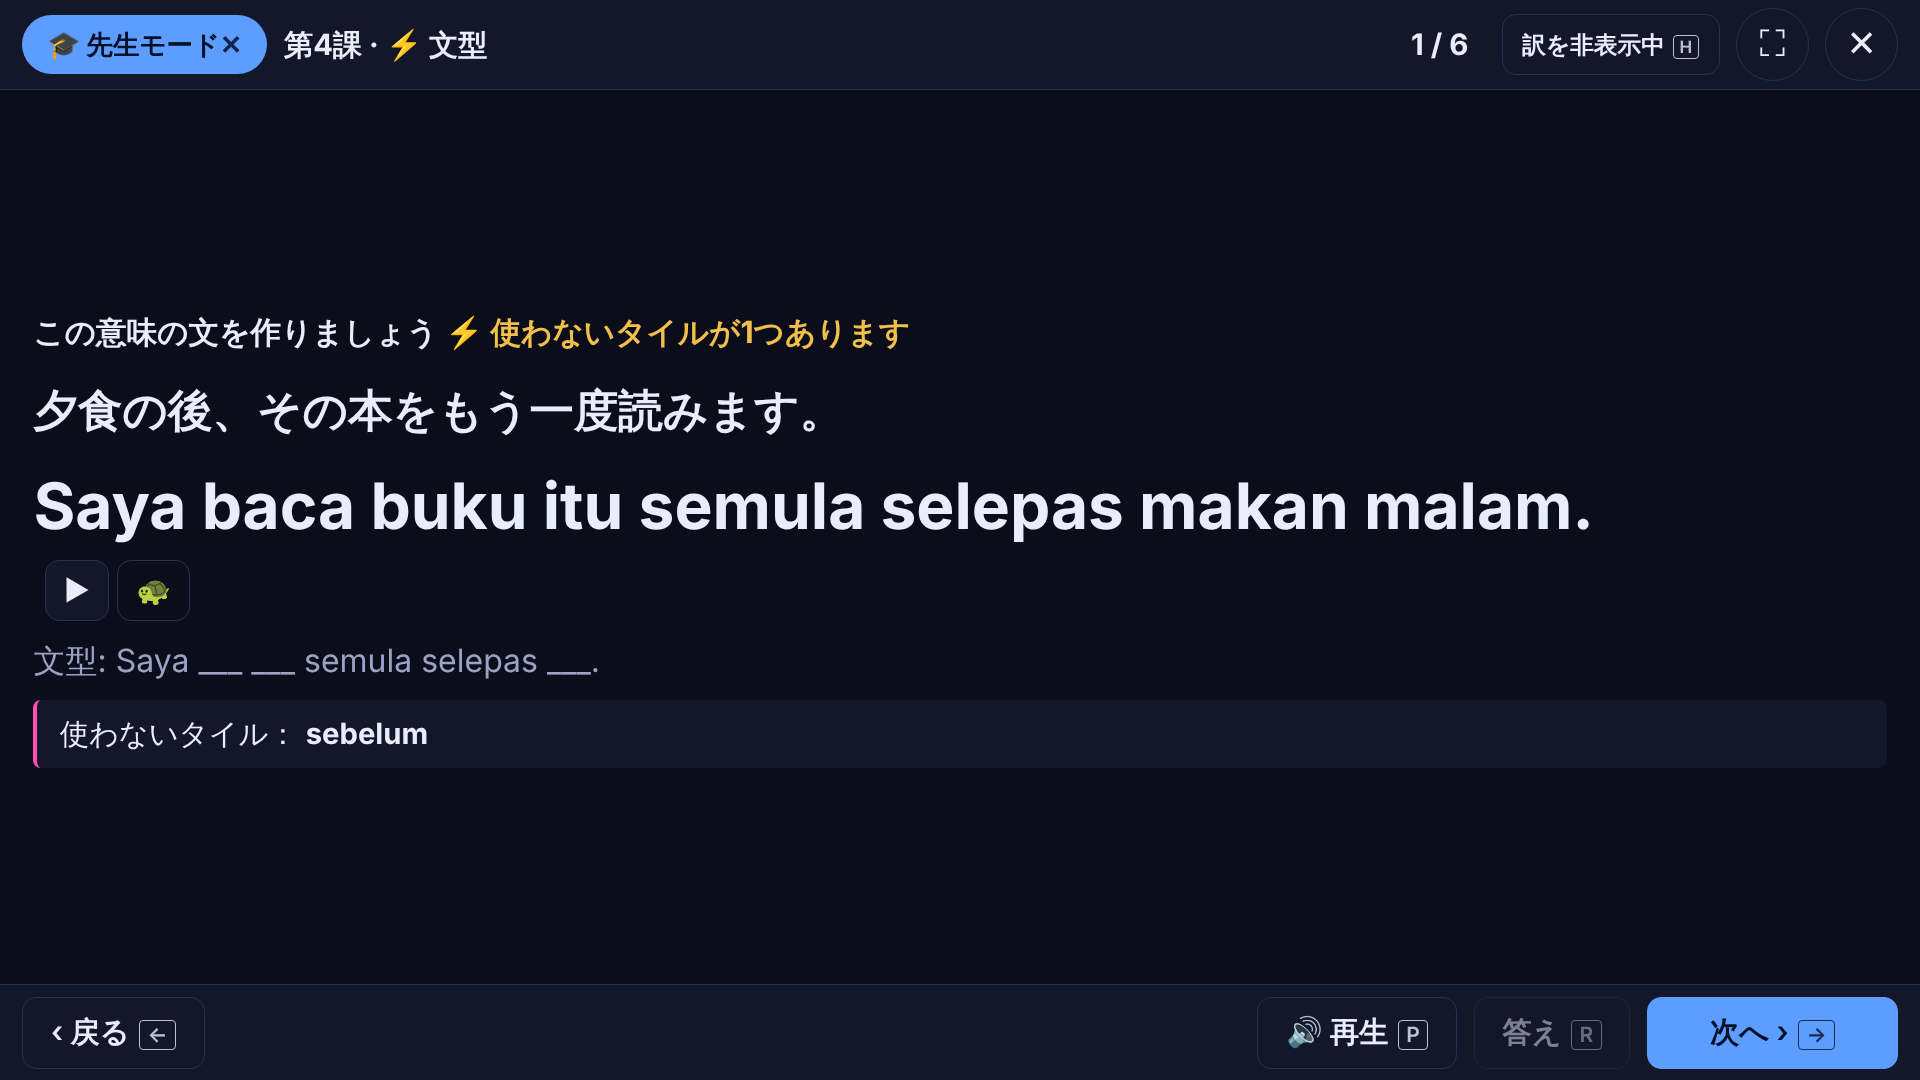 🎓 先生モード✕ 第4課 · ⚡ 文型
1 / 6 訳を非表示中 H ✕
この意味の文を作りましょう ⚡ 使わないタイルが1つあります
夕食の後、その本をもう一度読みます。
Saya baca buku itu semula selepas makan malam.
▶ 🐢
文型: Saya ___ ___ semula selepas ___.
使わないタイル： sebelum
‹ 戻る ← 🔊 再生 P 答え R 次へ › →